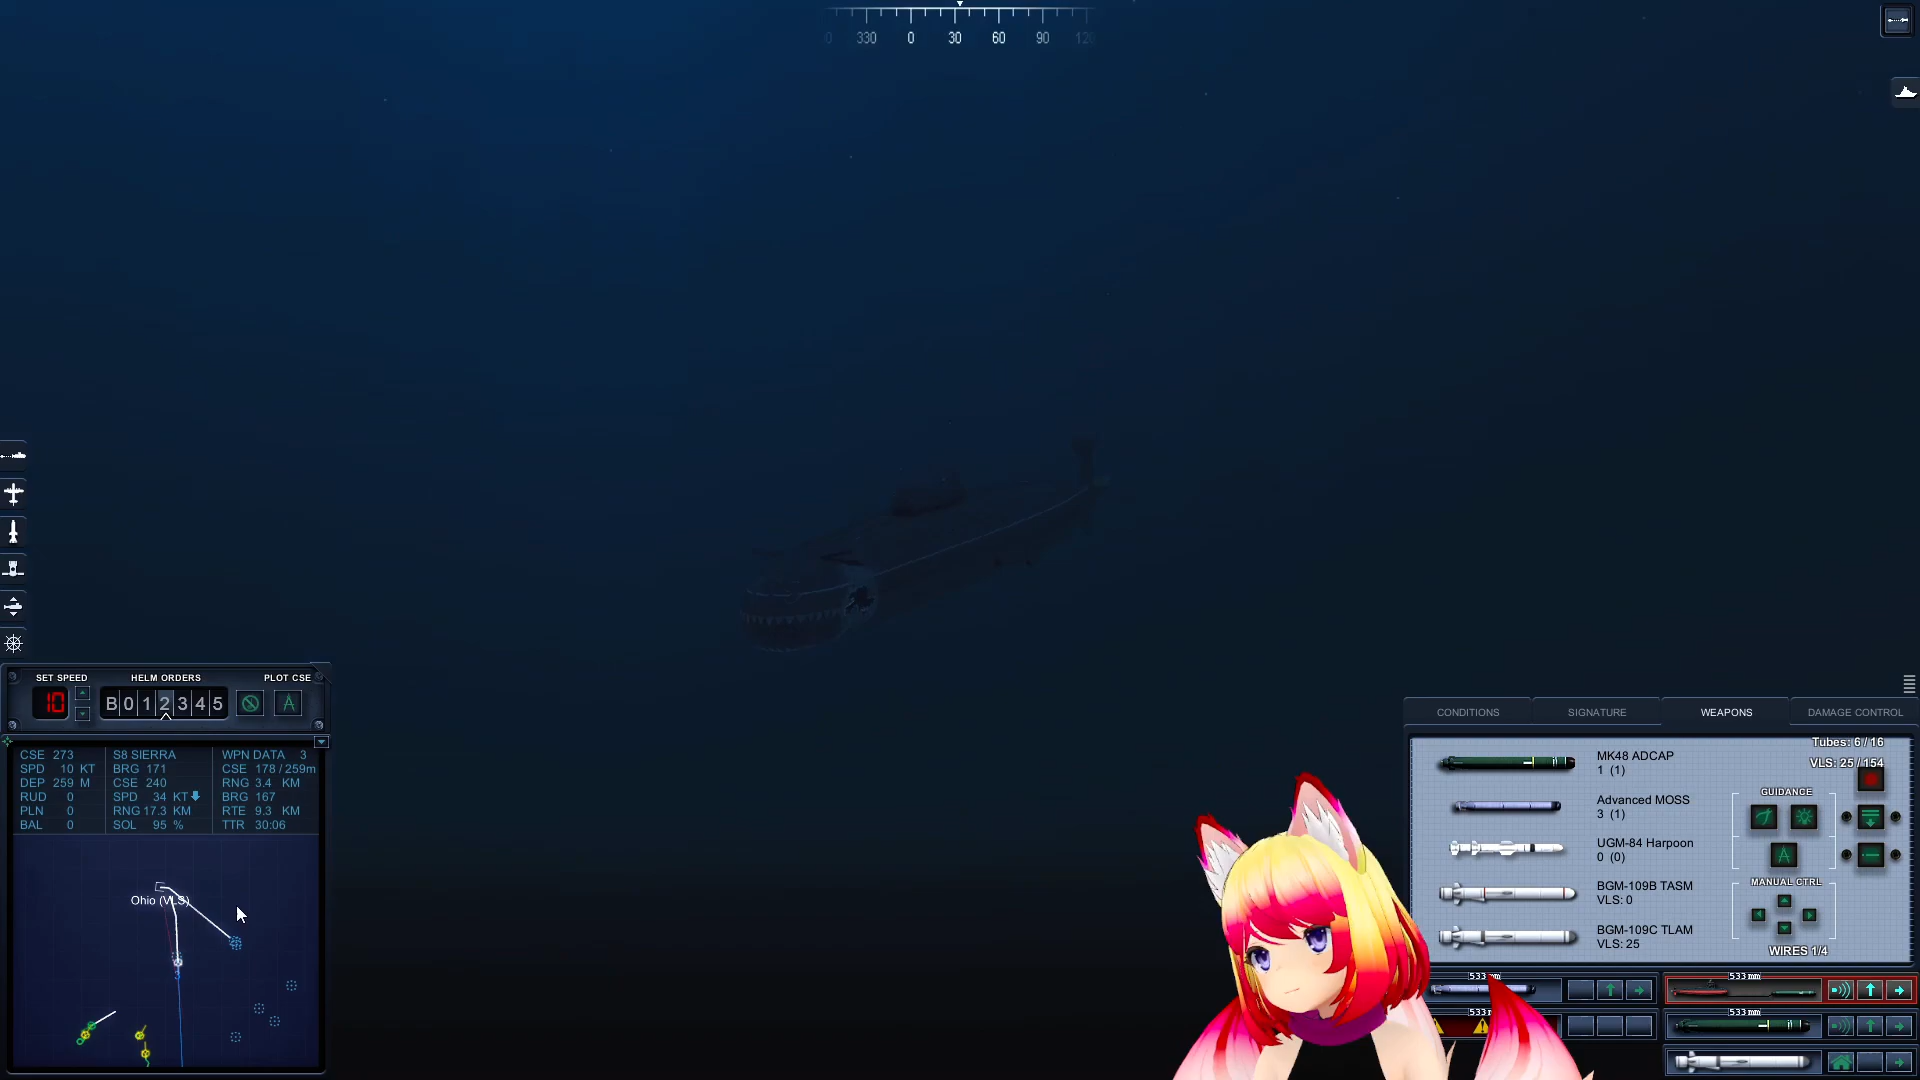 0 330 0 30 60 90 120
SET SPEED HELM ORDERS PLOT CSE
10 B 0 1 2 3 4 5
CSE 273
SPD 10 KT
DEP 259 M
RUD 0
PLN 0
BAL 0
S8 SIERRA
BRG 171
CSE 240
SPD 34 KT
RNG 17.3 KM
SOL 95 %
WPN DATA 3
CSE 178 / 259m
RNG 3.4 KM
BRG 167
RTE 9.3 KM
TTR 30:06
Ohio (VLS)
3
CONDITIONS SIGNATURE WEAPONS DAMAGE CONTROL
Tubes: 6 / 16
VLS: 25 / 154
MK48 ADCAP
1 (1)
Advanced MOSS
3 (1)
UGM-84 Harpoon
0 (0)
BGM-109B TASM
VLS: 0
BGM-109C TLAM
VLS: 25
GUIDANCE
MANUAL CTRL
WIRES 1/4
533 mm
533 mm
533 mm
533 mm